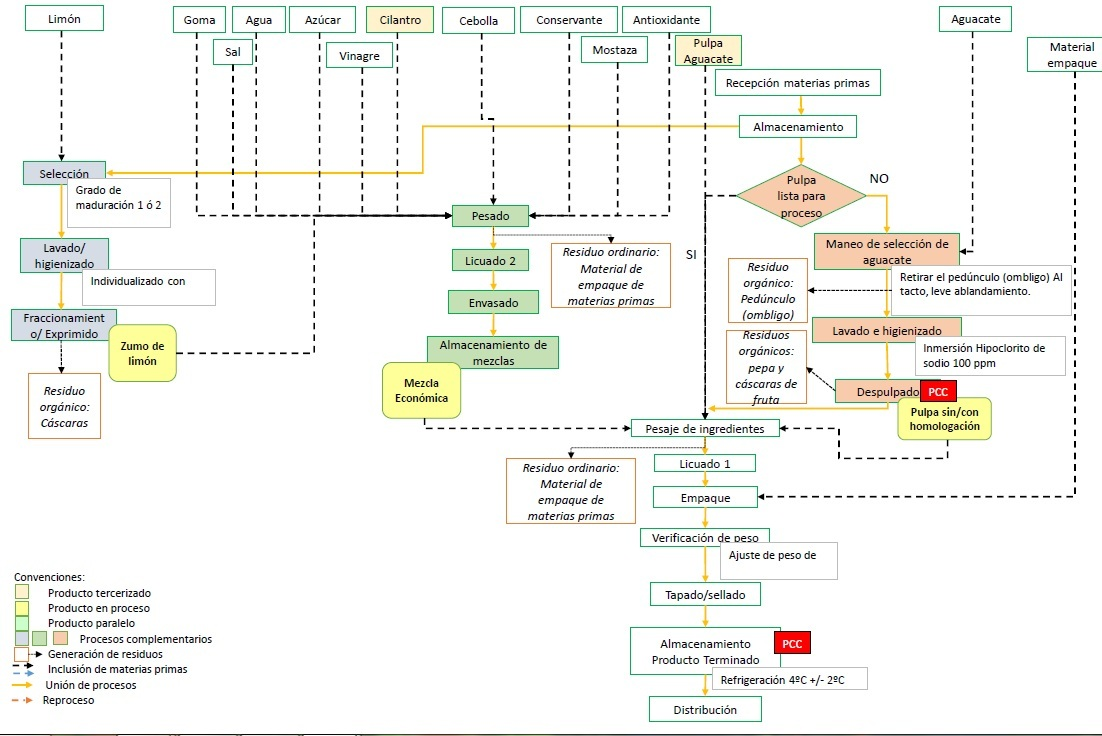 Limón
Goma
Agua
Azúcar
Cilantro
Cebolla
Conservante
Antioxidante
Aguacate
Sal
Vinagre
Mostaza
Pulpa
Aguacate
Material
empaque
Recepción materias primas
Almacenamiento
Selección
Grado de
maduración 1 ó 2
Pulpa
lista para
proceso
NO
SI
Pesado
Lavado/
higienizado
Individualizado con
Licuado 2
Residuo ordinario:
Material de
empaque de
materias primas
Maneo de selección de
aguacate
Residuo
orgánico:
Pedúnculo
(ombligo)
Retirar el pedúnculo (ombligo) Al
tacto, leve ablandamiento.
Envasado
Fraccionamient
o/ Exprimido
Zumo de
limón
Almacenamiento de
mezclas
Lavado e higienizado
Residuos
orgánicos:
pepa y
cáscaras de
fruta
Inmersión Hipoclorito de
sodio 100 ppm
Residuo
orgánico:
Cáscaras
Mezcla
Económica
Despulpado
PCC
Pulpa sin/con
homologación
Pesaje de ingredientes
Residuo ordinario:
Material de
empaque de
materias primas
Licuado 1
Empaque
Verificación de peso
Ajuste de peso de
Tapado/sellado
Almacenamiento
Producto Terminado
PCC
Refrigeración 4ºC +/- 2ºC
Distribución
Convenciones:
Producto tercerizado
Producto en proceso
Producto paralelo
Procesos complementarios
Generación de residuos
Inclusión de materias primas
Unión de procesos
Reproceso